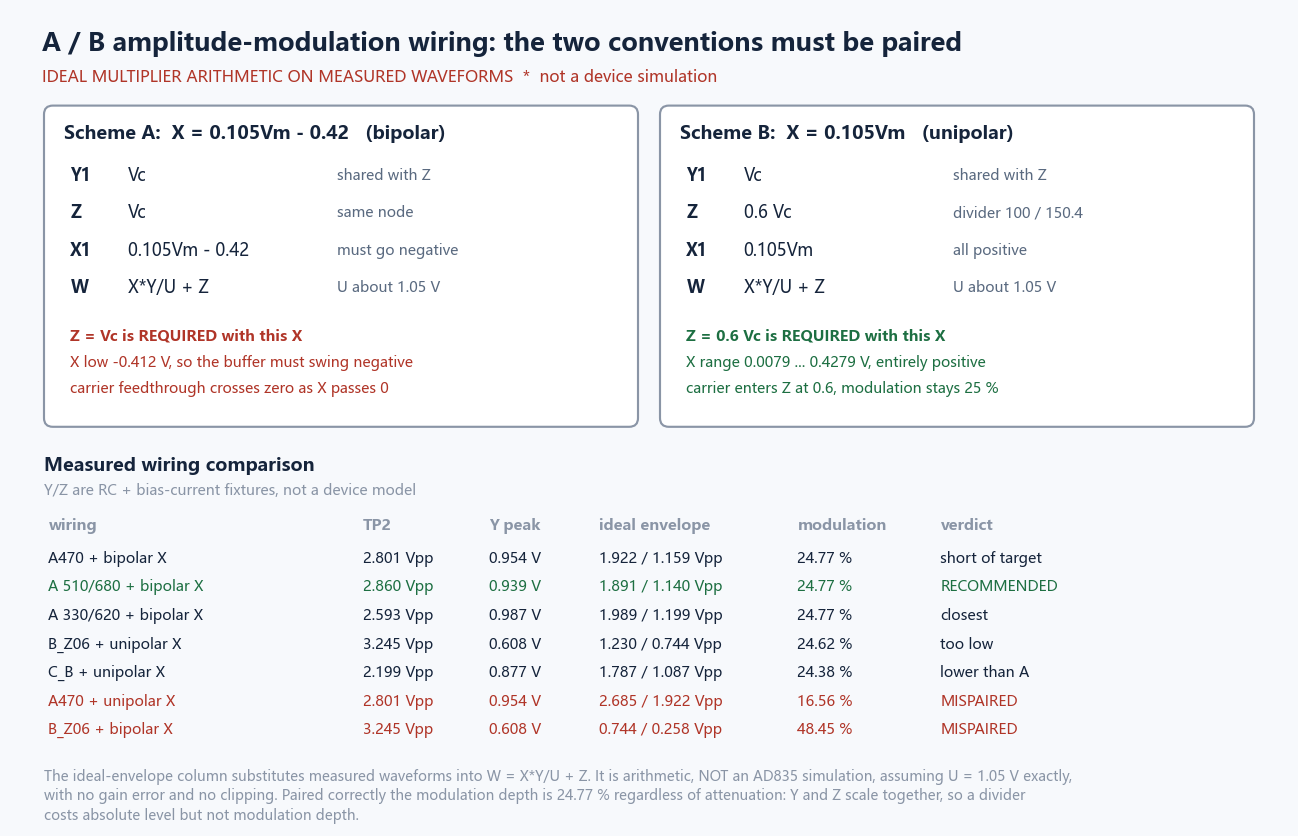 A / B amplitude-modulation wiring: the two conventions must be paired
IDEAL MULTIPLIER ARITHMETIC ON MEASURED WAVEFORMS * not a device simulation
Scheme A: X = 0.105Vm - 0.42 (bipolar)
Y1 Vc shared with Z
Z Vc same node
X1 0.105Vm - 0.42 must go negative
W X*Y/U + Z U about 1.05 V
Z = Vc is REQUIRED with this X
X low -0.412 V, so the buffer must swing negative
carrier feedthrough crosses zero as X passes 0
Scheme B: X = 0.105Vm (unipolar)
Y1 Vc shared with Z
Z 0.6 Vc divider 100 / 150.4
X1 0.105Vm all positive
W X*Y/U + Z U about 1.05 V
Z = 0.6 Vc is REQUIRED with this X
X range 0.0079 ... 0.4279 V, entirely positive
carrier enters Z at 0.6, modulation stays 25 %
Measured wiring comparison
Y/Z are RC + bias-current fixtures, not a device model
wiring TP2 Y peak ideal envelope modulation verdict
A470 + bipolar X 2.801 Vpp 0.954 V 1.922 / 1.159 Vpp 24.77 % short of target
A 510/680 + bipolar X 2.860 Vpp 0.939 V 1.891 / 1.140 Vpp 24.77 % RECOMMENDED
A 330/620 + bipolar X 2.593 Vpp 0.987 V 1.989 / 1.199 Vpp 24.77 % closest
B_Z06 + unipolar X 3.245 Vpp 0.608 V 1.230 / 0.744 Vpp 24.62 % too low
C_B + unipolar X 2.199 Vpp 0.877 V 1.787 / 1.087 Vpp 24.38 % lower than A
A470 + unipolar X 2.801 Vpp 0.954 V 2.685 / 1.922 Vpp 16.56 % MISPAIRED
B_Z06 + bipolar X 3.245 Vpp 0.608 V 0.744 / 0.258 Vpp 48.45 % MISPAIRED
The ideal-envelope column substitutes measured waveforms into W = X*Y/U + Z. It is arithmetic, NOT an AD835 simulation, assuming U = 1.05 V exactly,
with no gain error and no clipping. Paired correctly the modulation depth is 24.77 % regardless of attenuation: Y and Z scale together, so a divider
costs absolute level but not modulation depth.